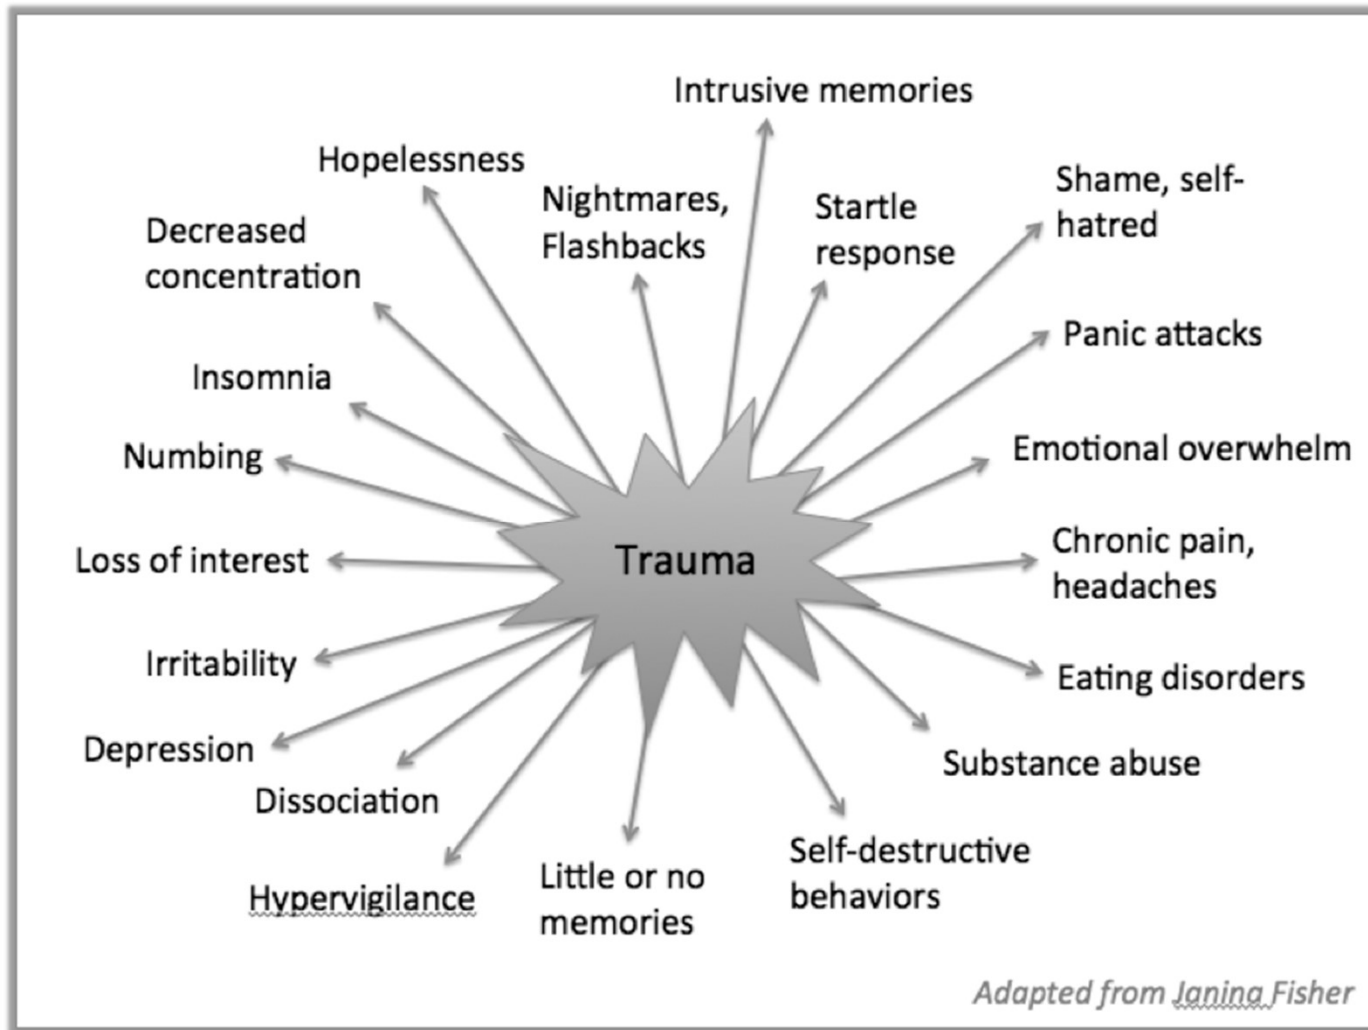 Intrusive memories
Hopelessness
Nightmares,
Flashbacks
Startle
response
Shame, self-
hatred
Decreased
concentration
Panic attacks
Insomnia
Emotional overwhelm
Numbing
Trauma
Chronic pain,
headaches
Loss of interest
Irritability
Eating disorders
Depression
Substance abuse
Dissociation
Self-destructive
behaviors
Hypervigilance
Little or no
memories
Adapted from Janina Fisher